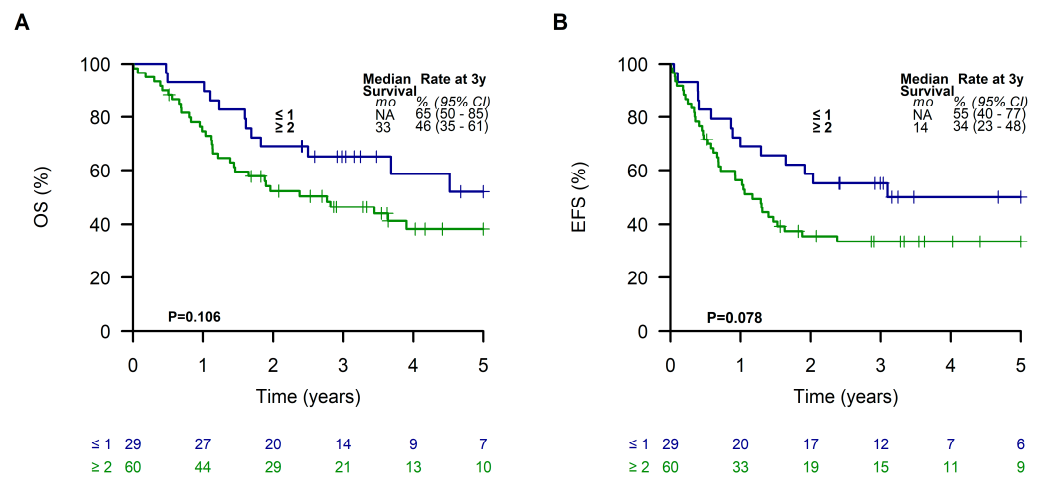 A
Median Rate at 3y
Survival
mo % (95% CI)
≤ 1 NA 65 (50 - 85)
≥ 2 33 46 (35 - 61)
100
80
60
40
20
0
OS (%)
P=0.106
0 1 2 3 4 5
Time (years)
≤ 1 29 27 20 14 9 7
≥ 2 60 44 29 21 13 10
B
Median Rate at 3y
Survival
mo % (95% CI)
≤ 1 NA 55 (40 - 77)
≥ 2 14 34 (23 - 48)
100
80
60
40
20
0
EFS (%)
P=0.078
0 1 2 3 4 5
Time (years)
≤ 1 29 20 17 12 7 6
≥ 2 60 33 19 15 11 9